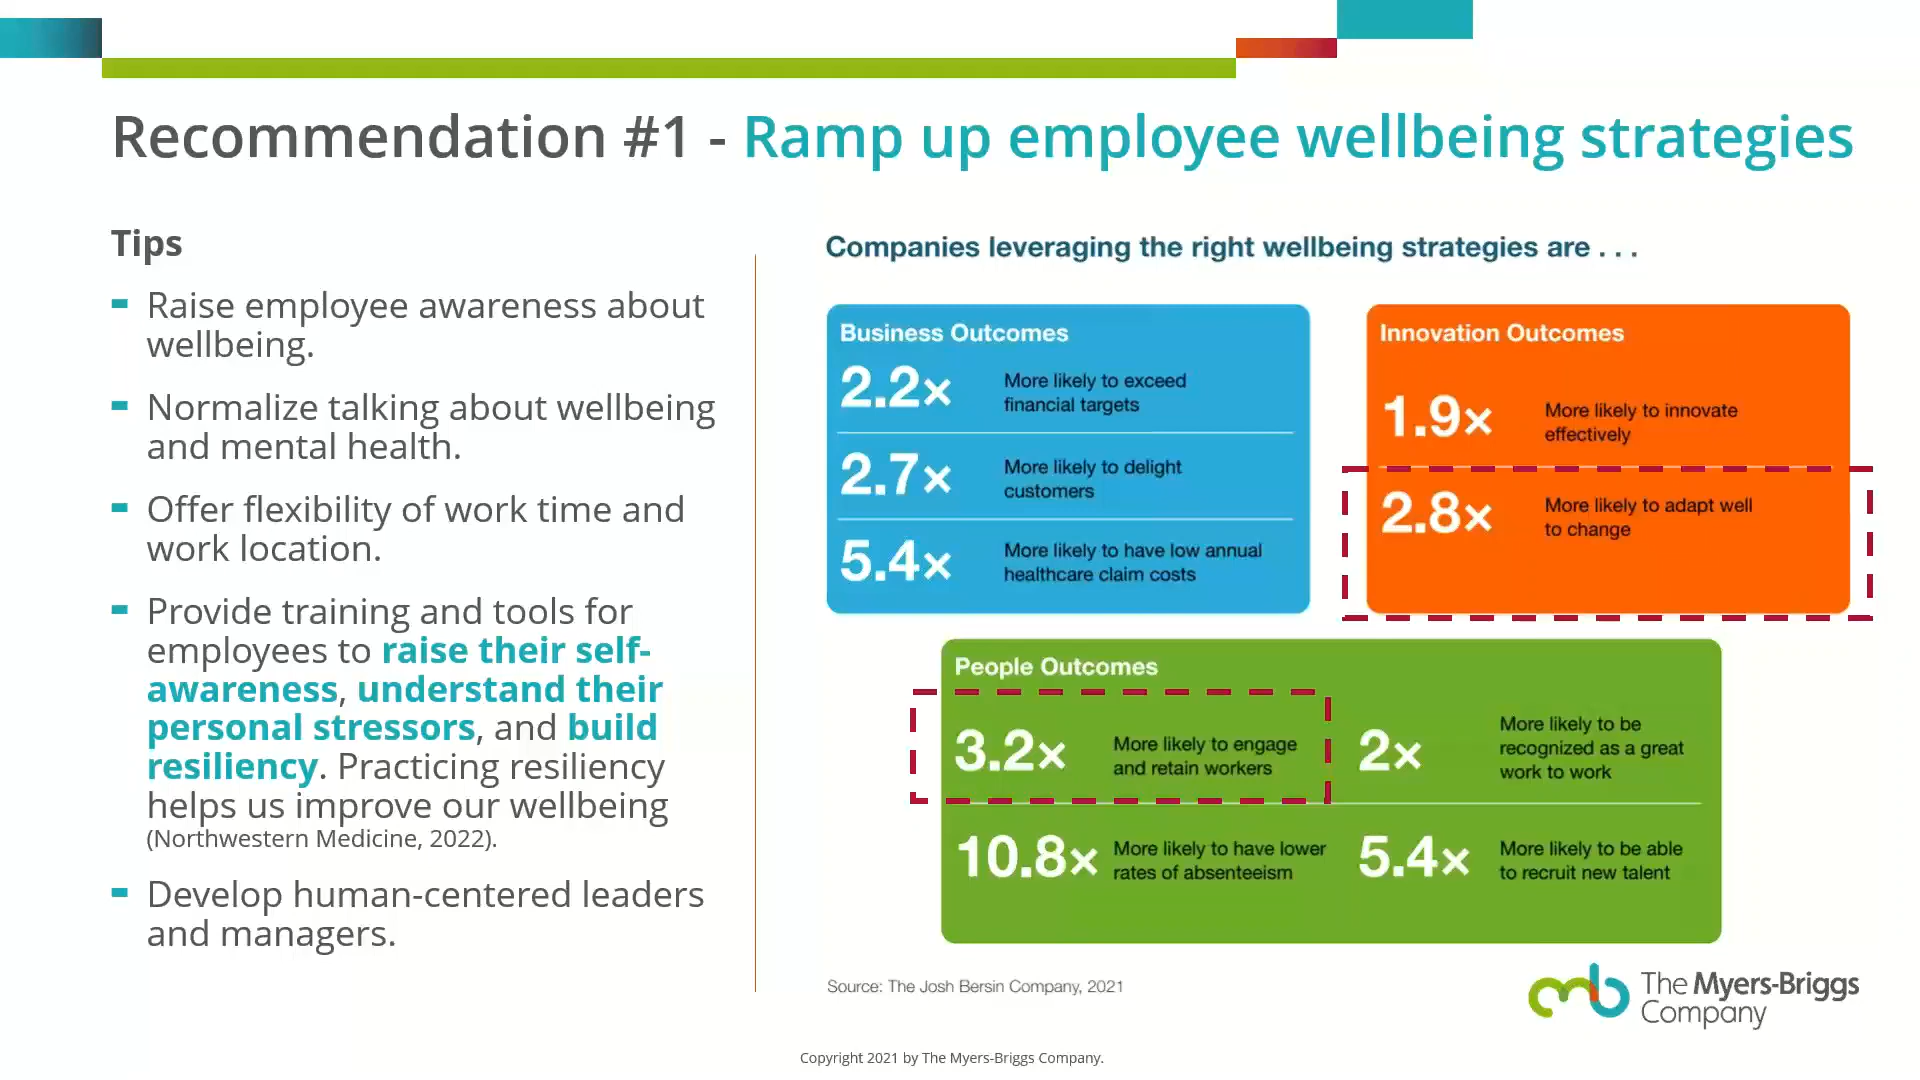 Recommendation #1 - Ramp up employee wellbeing strategies
Tips
Raise employee awareness about
wellbeing.
Normalize talking about wellbeing
and mental health.
Offer flexibility of work time and
work location.
Provide training and tools for
employees to raise their self-
awareness, understand their
personal stressors, and build
resiliency. Practicing resiliency
helps us improve our wellbeing
(Northwestern Medicine, 2022).
Develop human-centered leaders
and managers.
Companies leveraging the right wellbeing strategies are . . .
Business Outcomes
2.2x
More likely to exceed
financial targets
2.7x
More likely to delight
customers
5.4x
More likely to have low annual
healthcare claim costs
Innovation Outcomes
1.9x
More likely to innovate
effectively
2.8x
More likely to adapt well
to change
People Outcomes
3.2x
More likely to engage
and retain workers
2x
More likely to be
recognized as a great
work to work
10.8x
More likely to have lower
rates of absenteeism
5.4x
More likely to be able
to recruit new talent
Source: The Josh Bersin Company, 2021
The Myers-Briggs
Company
Copyright 2021 by The Myers-Briggs Company.